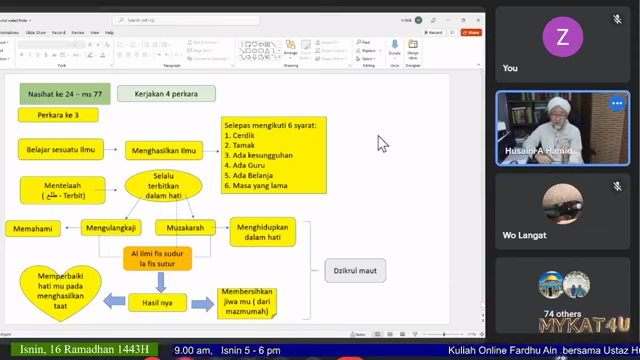 Nasihat ke 24 – ms 77
Kerjakan 4 perkara
Perkara ke 3
Belajar sesuatu Ilmu
Menghasilkan Ilmu
Selepas mengikuti 6 syarat:
1. Cerdik
2. Tamak
3. Ada kesungguhan
4. Ada Guru
5. Ada Belanja
6. Masa yang lama
Mentelaah
(طلع - Terbit)
Selalu
terbitkan
dalam hati
Memahami
Mengulangkaji
Muzakarah
Menghidupkan
dalam hati
Al ilmi fis sudur
la fis sutur
Dzikrul maut
Memperbaiki
hati mu pada
menghasilkan
taat
Hasil nya
Membersihkan
jiwa mu ( dari
mazmumah)
Z
You
Husaini A Hamid
Wo Langat
74 others
MYKAT4U
Isnin, 16 Ramadhan 1443H
9.00 am, Isnin 5 - 6 pm
Kuliah Online Fardhu Ain bersama Ustaz H